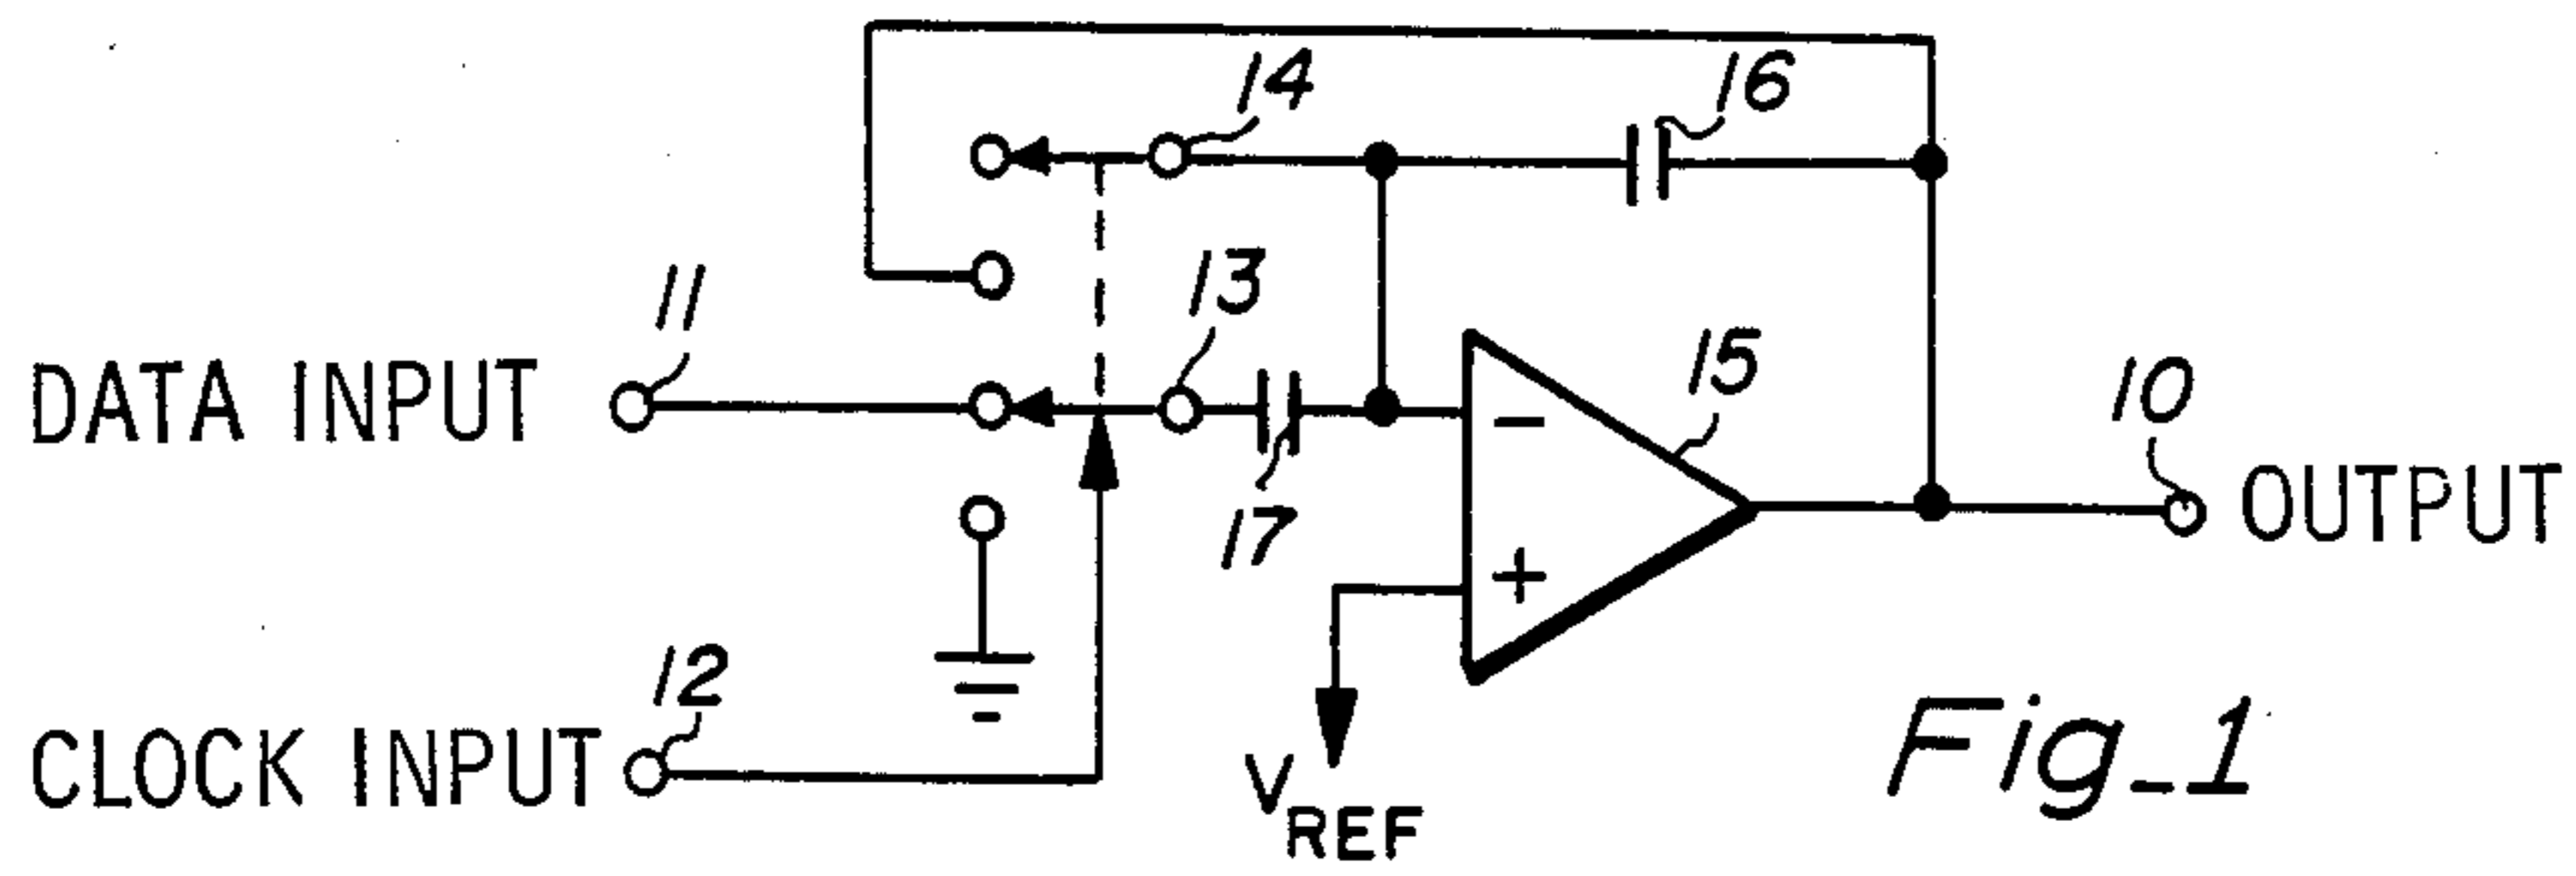 14
16
11
13
DATA INPUT
15
10
17
OUTPUT
12
CLOCK INPUT
VREF
Fig_1
-
+